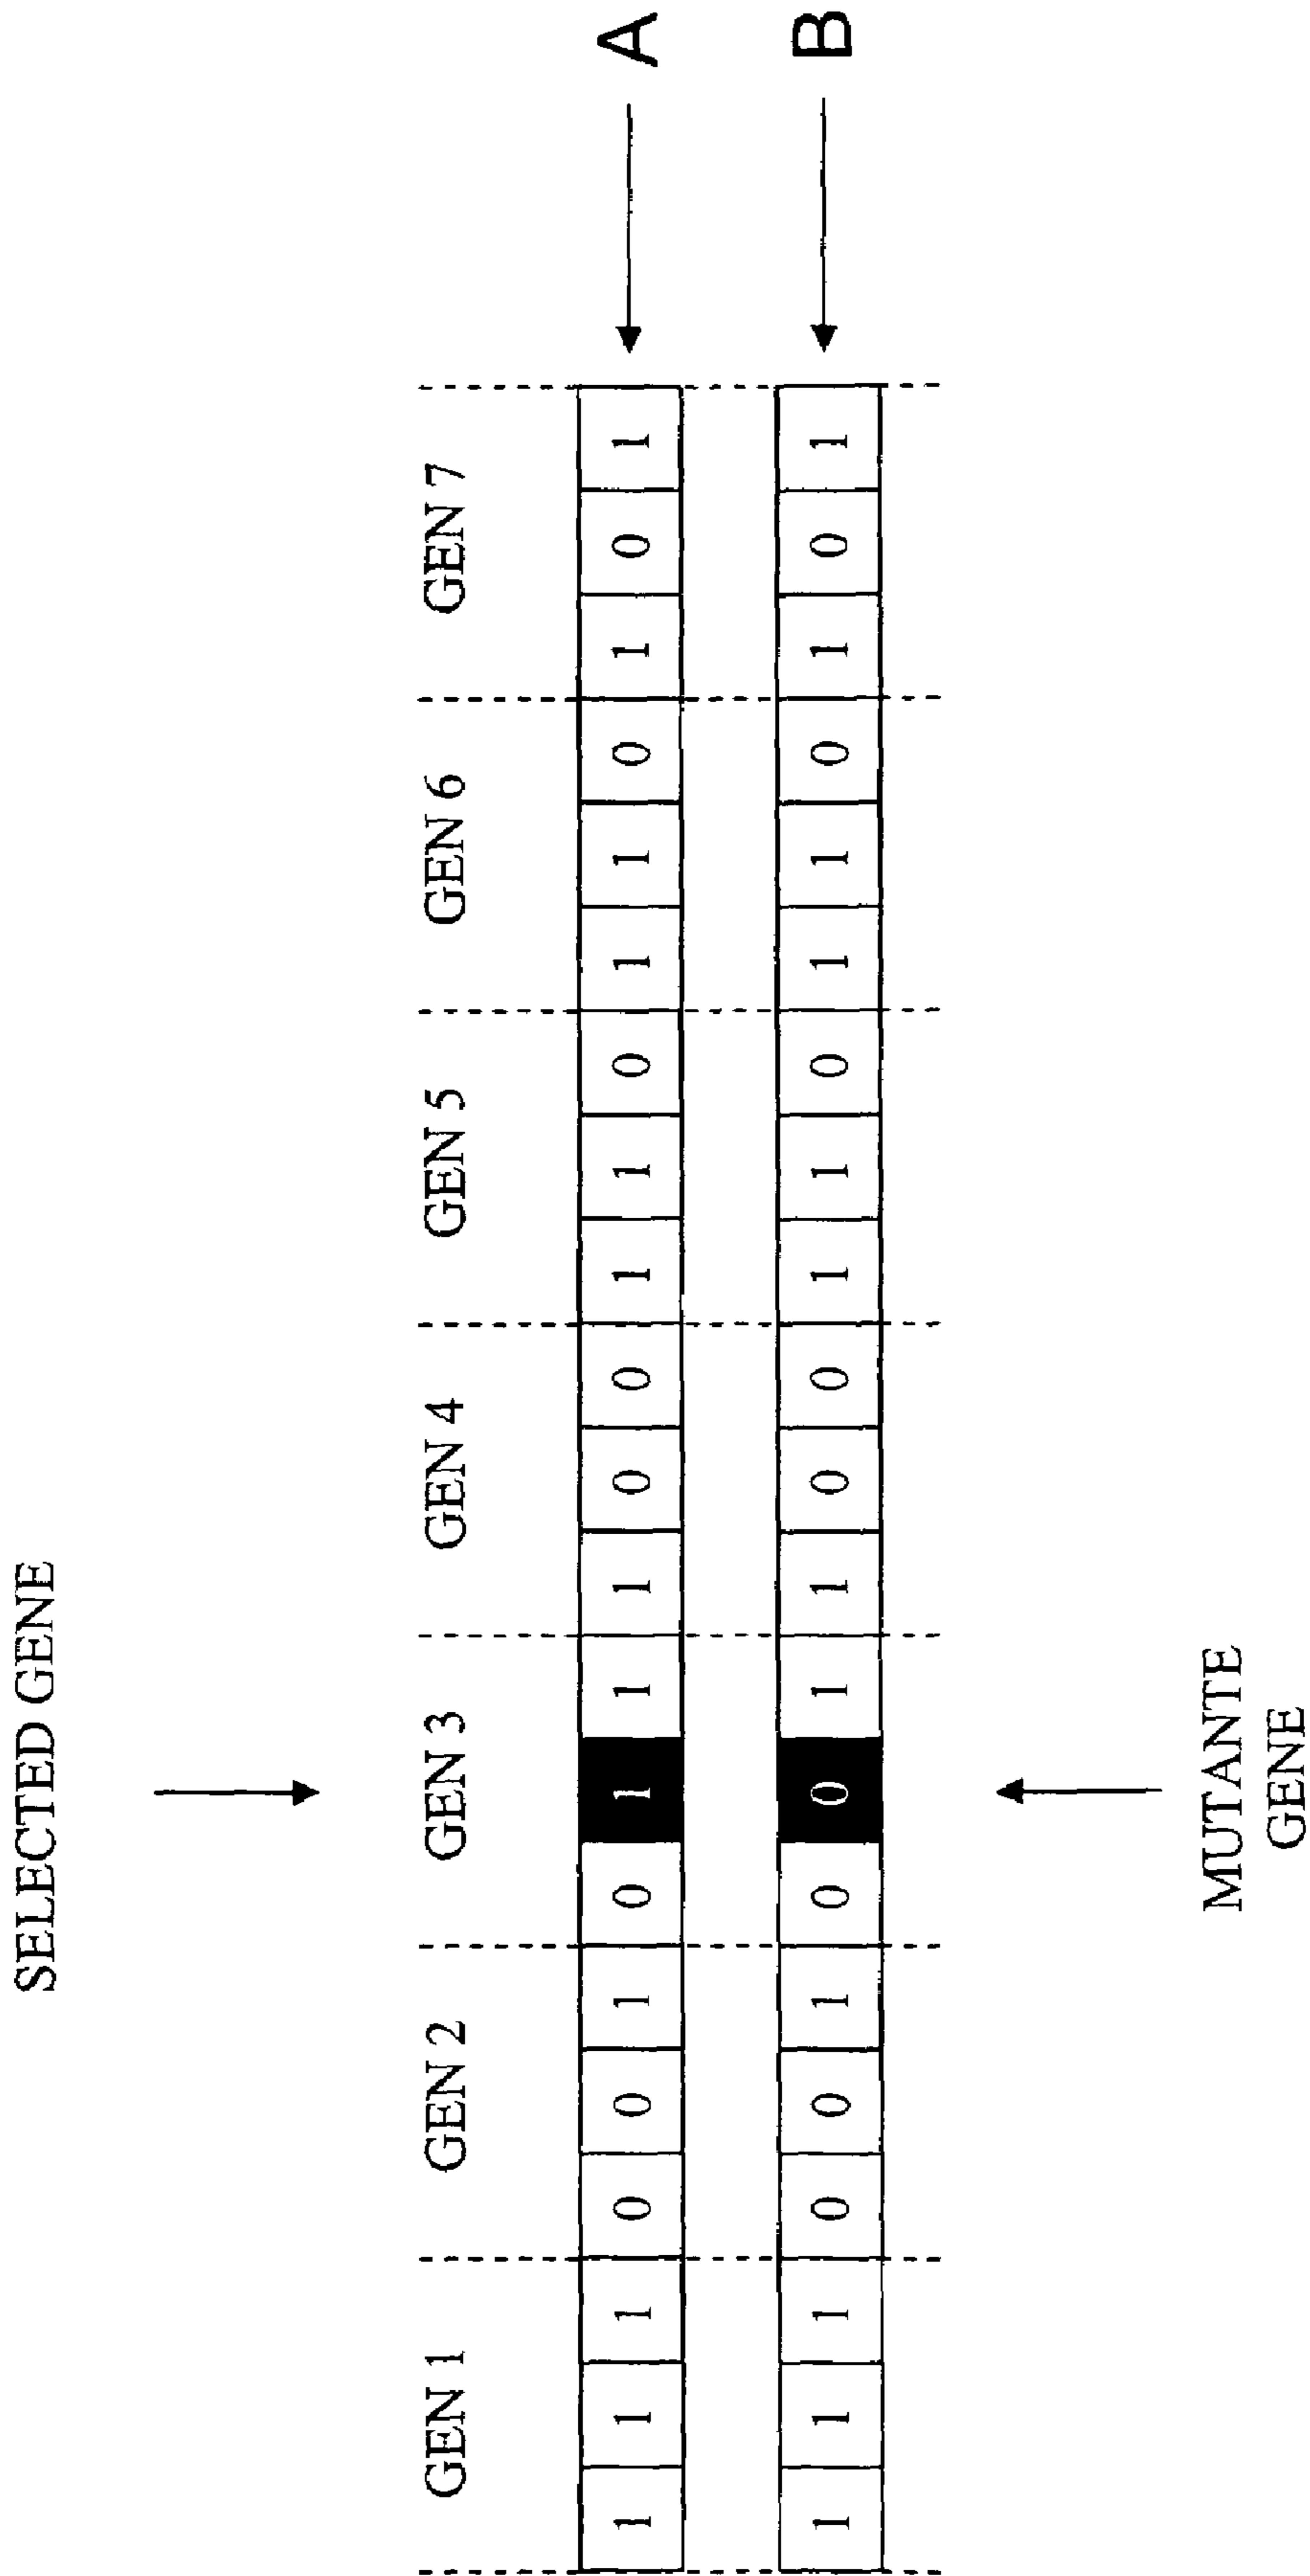 SELECTED GENE
GEN 1 GEN 2 GEN 3 GEN 4 GEN 5 GEN 6 GEN 7
1 1 1 0 0 1 0 1 1 1 0 0 1 1 0 1 1 0 1 0 1 A
1 1 1 0 0 1 0 0 1 1 0 0 1 1 0 1 1 0 1 0 1 B
MUTANTE
GENE